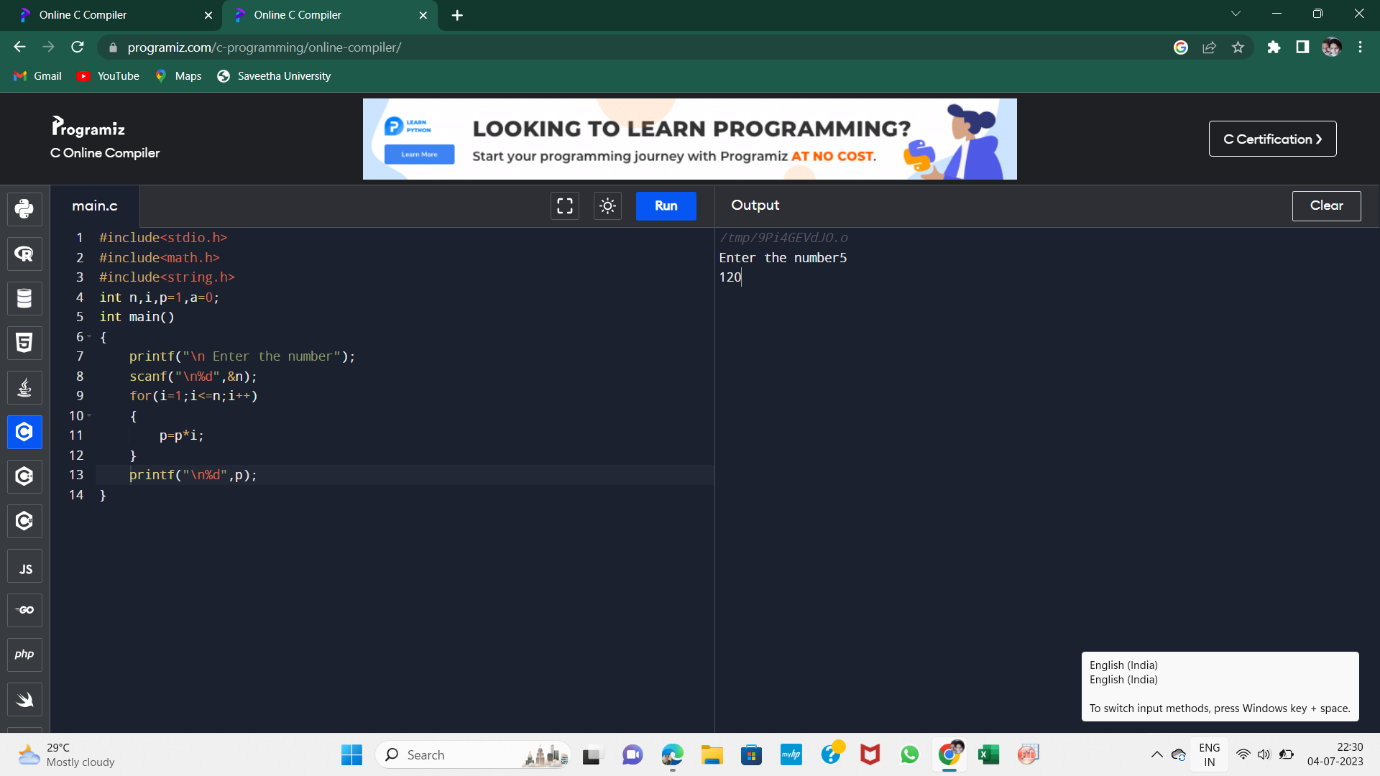 Online C Compiler
Online C Compiler
programiz.com/c-programming/online-compiler/
Gmail
YouTube
Maps
Saveetha University
Programiz
C Online Compiler
LEARN
PYTHON
Learn More
LOOKING TO LEARN PROGRAMMING?
Start your programming journey with Programiz AT NO COST.
C Certification >
main.c
Run
Output
Clear
1 #include<stdio.h>
2 #include<math.h>
3 #include<string.h>
4 int n,i,p=1,a=0;
5 int main()
6 {
7 printf("\n Enter the number");
8 scanf("\n%d",&n);
9 for(i=1;i<=n;i++)
10 {
11 p=p*i;
12 }
13 printf("\n%d",p);
14 }
/tmp/9Pi4GEVdJO.o
Enter the number5
120
JS
GO
php
English (India)
English (India)
To switch input methods, press Windows key + space.
29°C
Mostly cloudy
Search
myhp
ENG
IN
22:30
04-07-2023